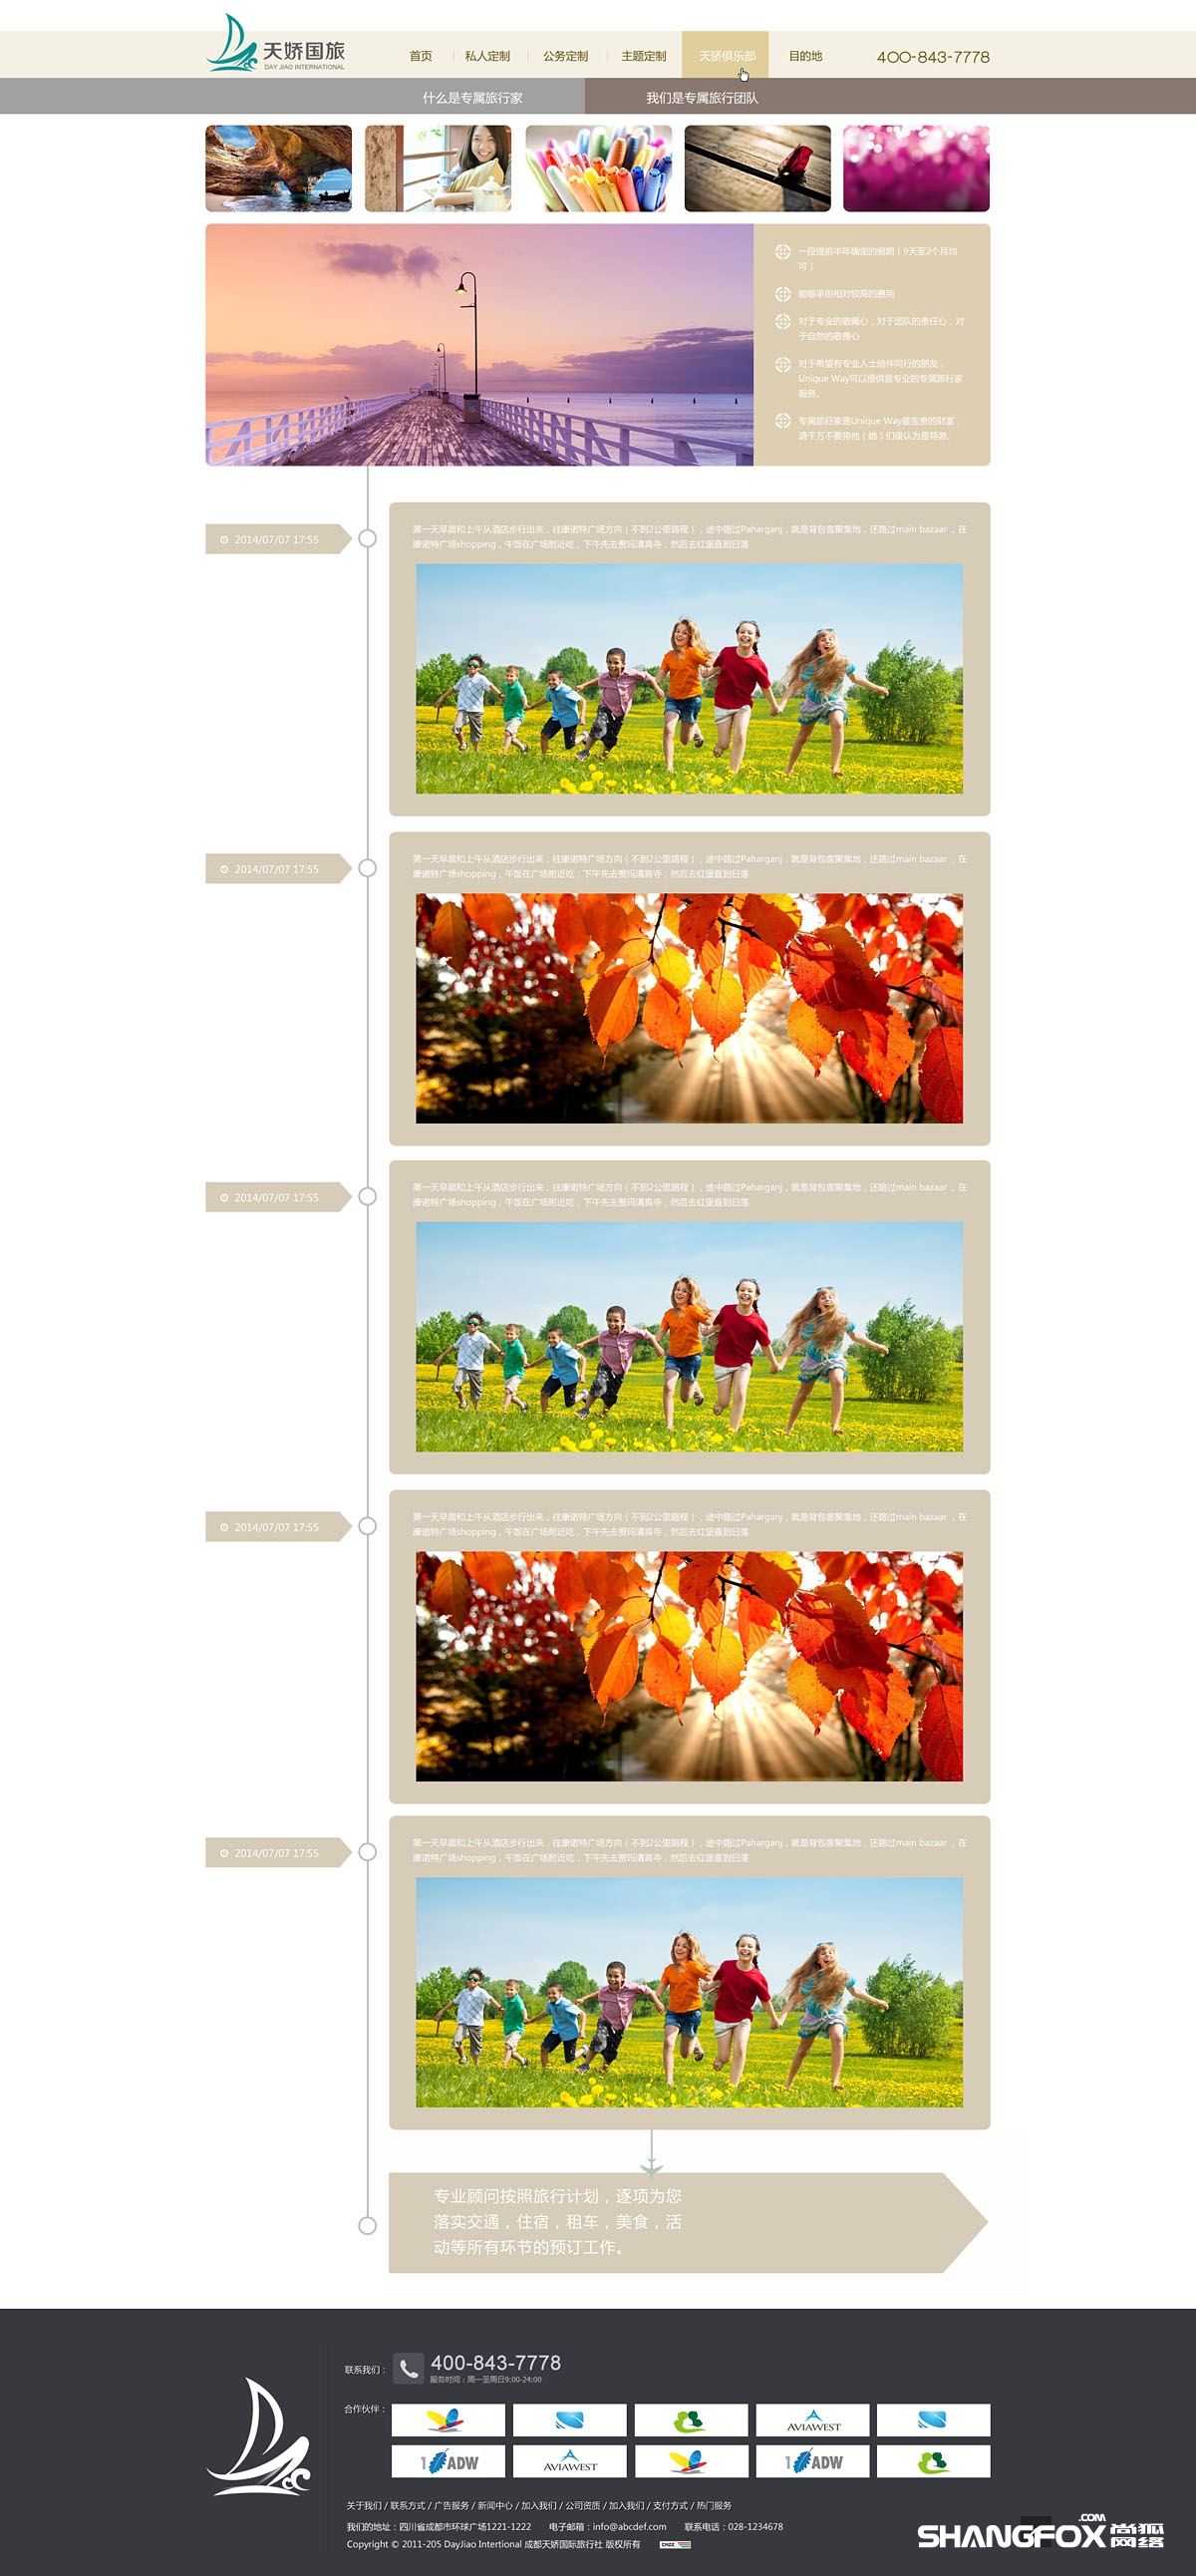 天娇国旅
DAY JIAO INTERNATIONAL
首页 私人定制 公务定制 主题定制 天骄俱乐部 目的地 400-843-7778
什么是专属旅行家 我们是专属旅行团队
一段提前半年确定的假期（9天至2个月均
可）
能够承担相对较高的费用
对于专业的敬佩心，对于团队的责任心，对
于自然的敬畏心
对于希望有专业人士结伴同行的朋友，
Unique Way可以提供最专业的专属旅行家
服务。
专属旅行家是Unique Way最宝贵的财富，
请千万不要将他（她）们误认为是导游。
2014/07/07 17:55
第一天早晨和上午从酒店步行出来，往康诺特广场方向（不到2公里路程），途中路过Paharganj，就是背包客聚集地，还路过main bazaar ，在
康诺特广场shopping，午饭在广场附近吃，下午先去贾玛清真寺，然后去红堡直到日落
2014/07/07 17:55
第一天早晨和上午从酒店步行出来，往康诺特广场方向（不到2公里路程），途中路过Paharganj，就是背包客聚集地，还路过main bazaar ，在
康诺特广场shopping，午饭在广场附近吃，下午先去贾玛清真寺，然后去红堡直到日落
2014/07/07 17:55
第一天早晨和上午从酒店步行出来，往康诺特广场方向（不到2公里路程），途中路过Paharganj，就是背包客聚集地，还路过main bazaar ，在
康诺特广场shopping，午饭在广场附近吃，下午先去贾玛清真寺，然后去红堡直到日落
2014/07/07 17:55
第一天早晨和上午从酒店步行出来，往康诺特广场方向（不到2公里路程），途中路过Paharganj，就是背包客聚集地，还路过main bazaar ，在
康诺特广场shopping，午饭在广场附近吃，下午先去贾玛清真寺，然后去红堡直到日落
2014/07/07 17:55
第一天早晨和上午从酒店步行出来，往康诺特广场方向（不到2公里路程），途中路过Paharganj，就是背包客聚集地，还路过main bazaar ，在
康诺特广场shopping，午饭在广场附近吃，下午先去贾玛清真寺，然后去红堡直到日落
专业顾问按照旅行计划，逐项为您
落实交通，住宿，租车，美食，活
动等所有环节的预订工作。
联系我们： 400-843-7778
服务时间：周一至周日9:00-24:00
合作伙伴：
AVIAWEST
1 ADW AVIAWEST 1 ADW
关于我们 / 联系方式 / 广告服务 / 新闻中心 / 加入我们 / 公司资质 / 加入我们 / 支付方式 / 热门服务
我们的地址：四川省成都市环球广场1221-1222 电子邮箱：info@abcdef.com 联系电话：028-1234678
Copyright © 2011-205 DayJiao Intertional 成都天娇国际旅行社 版权所有 CNZZ
SHANGFOX.COM 尚狐网络